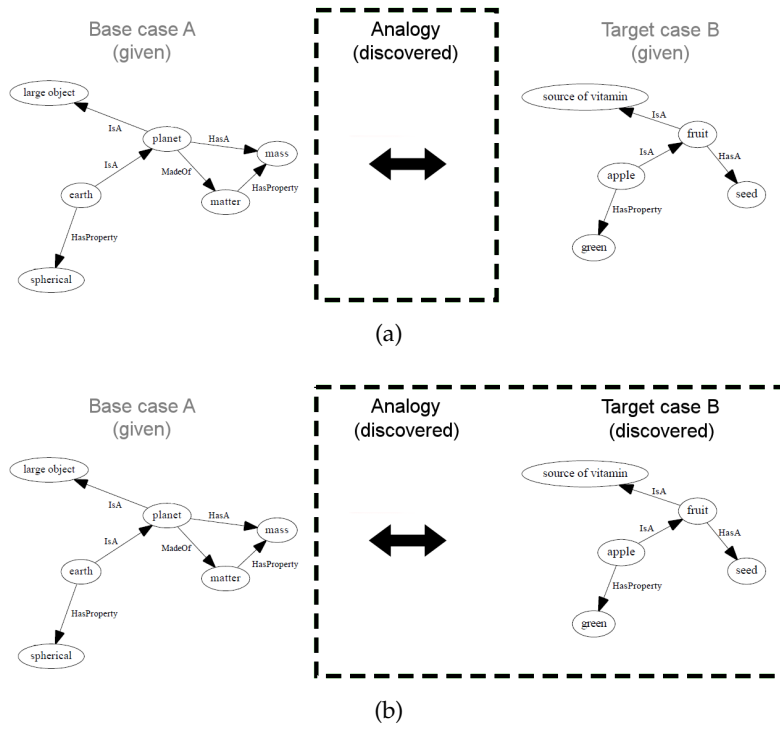 Base case A
(given)
Analogy
(discovered)
Target case B
(given)
large object
IsA
planet
HasA
mass
IsA
MadeOf
HasProperty
earth
matter
HasProperty
spherical
source of vitamin
IsA
fruit
IsA
HasA
apple
seed
HasProperty
green
(a)
Base case A
(given)
Analogy
(discovered)
Target case B
(discovered)
large object
IsA
planet
HasA
mass
IsA
MadeOf
HasProperty
earth
matter
HasProperty
spherical
source of vitamin
IsA
fruit
IsA
HasA
apple
seed
HasProperty
green
(b)